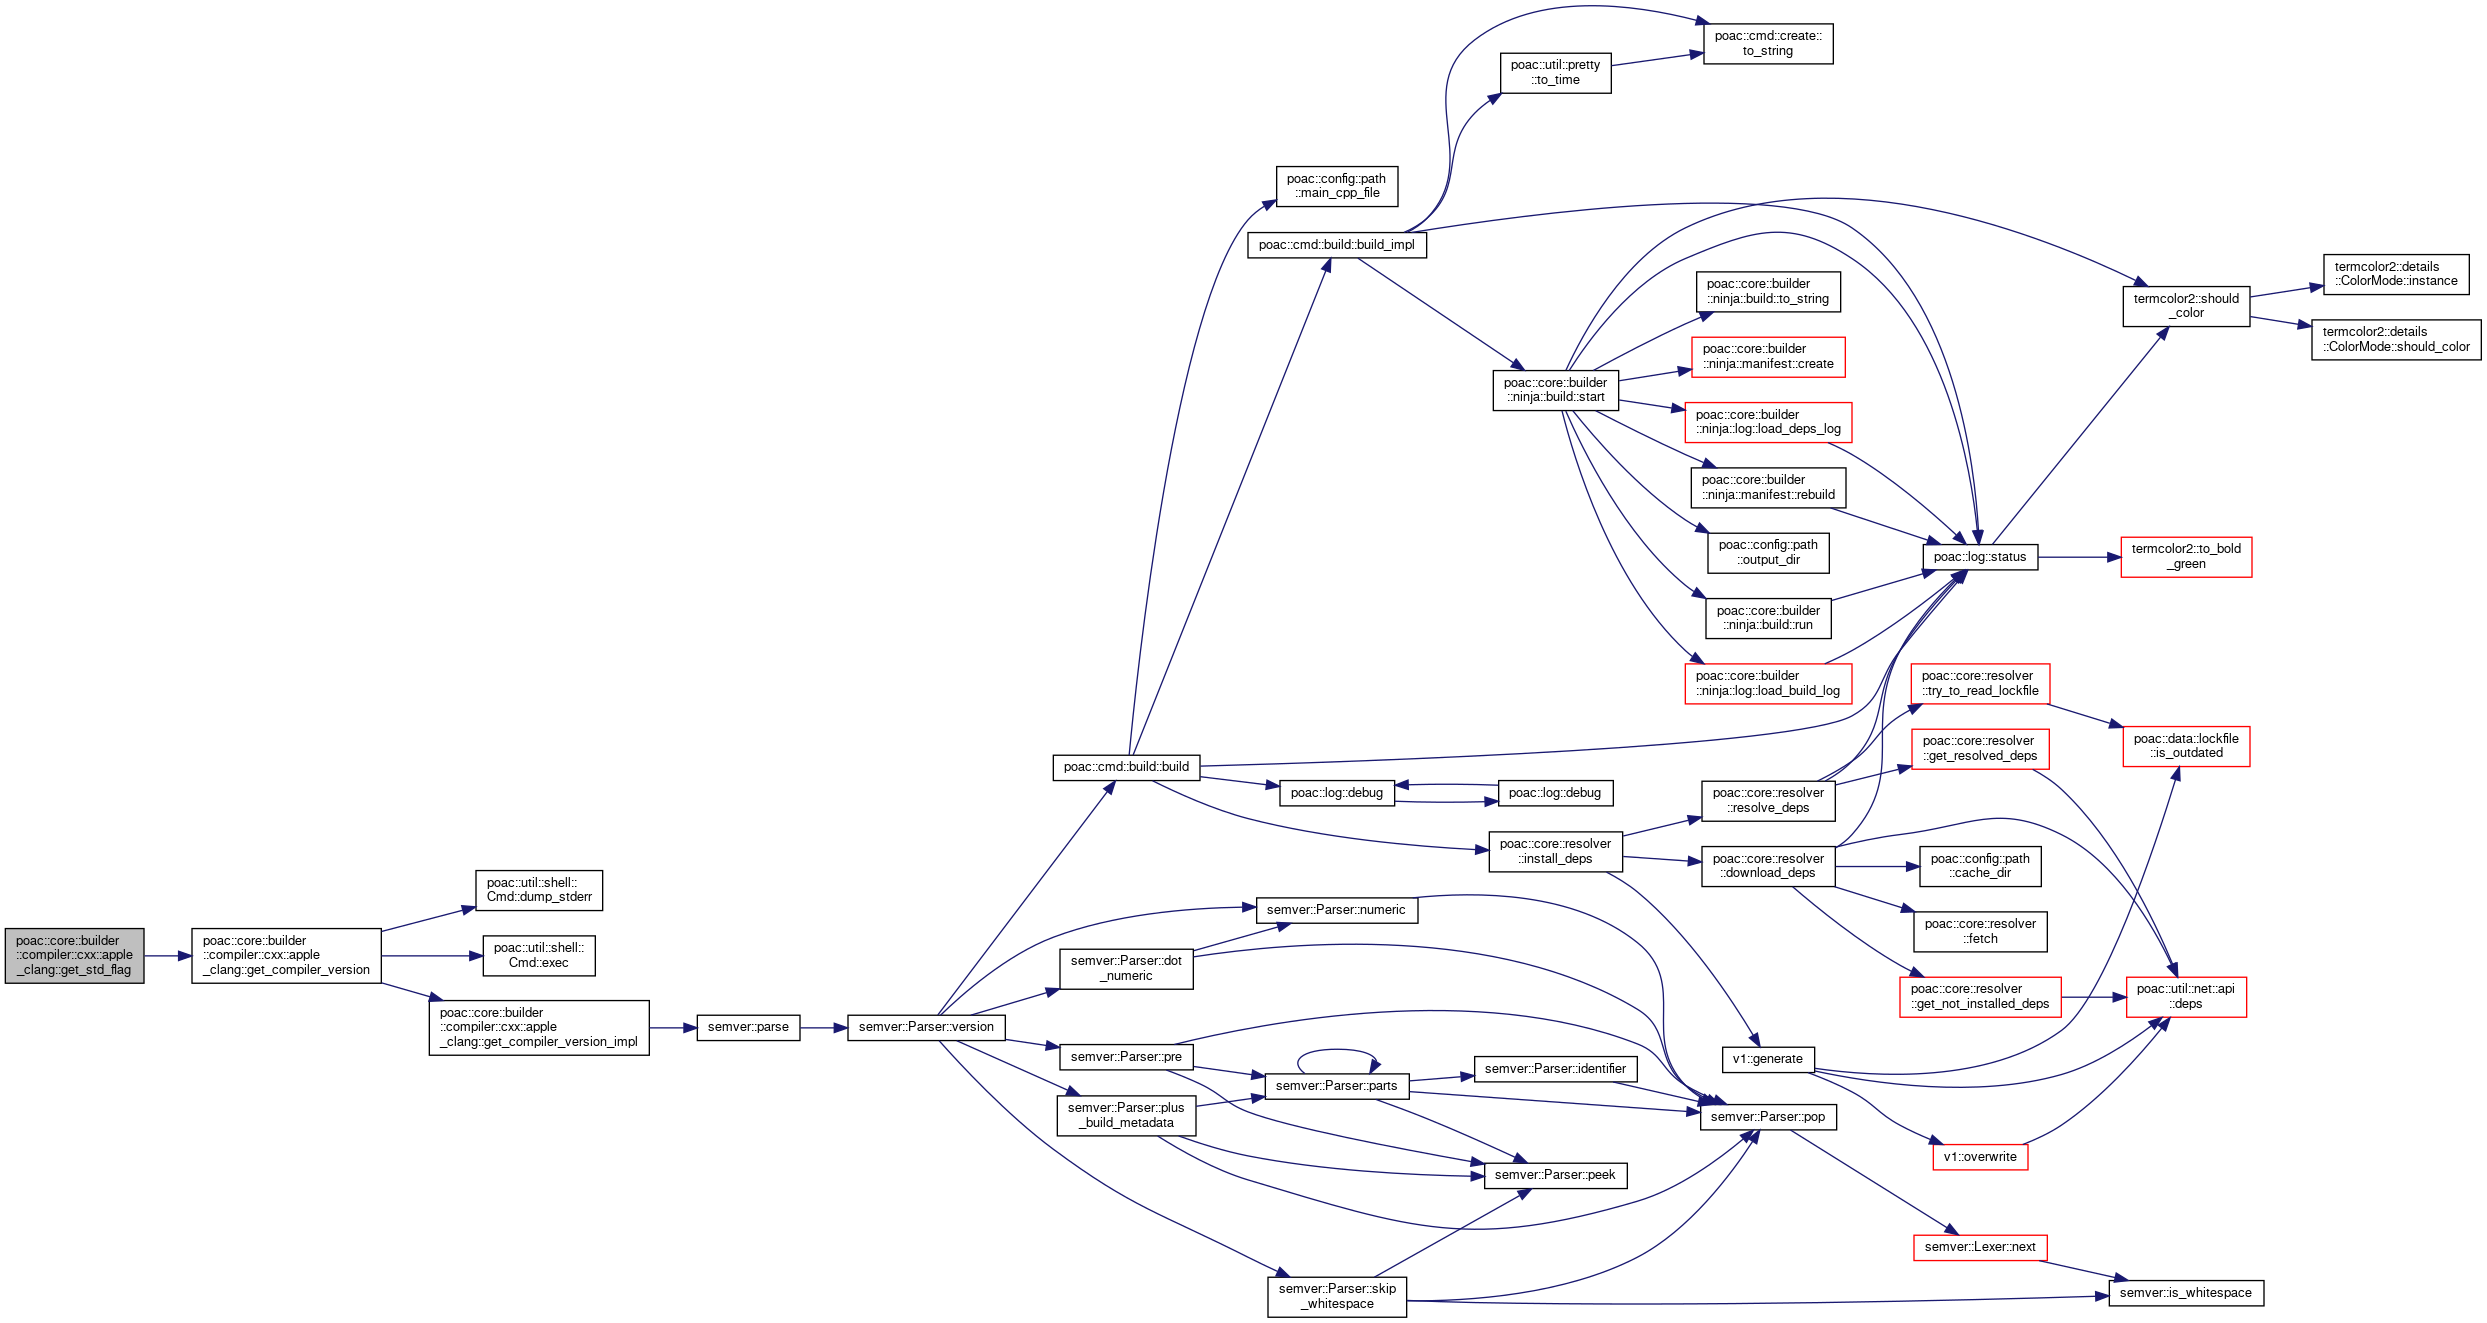 poac::cmd::create::
to_string
poac::util::pretty
::to_time
poac::config::path
::main_cpp_file
poac::cmd::build::build_impl
termcolor2::details
::ColorMode::instance
poac::core::builder
::ninja::build::to_string
termcolor2::should
_color
termcolor2::details
::ColorMode::should_color
poac::core::builder
::ninja::manifest::create
poac::core::builder
::ninja::build::start
poac::core::builder
::ninja::log::load_deps_log
poac::core::builder
::ninja::manifest::rebuild
poac::config::path
::output_dir
poac::log::status
termcolor2::to_bold
_green
poac::core::builder
::ninja::build::run
poac::core::builder
::ninja::log::load_build_log
poac::core::resolver
::try_to_read_lockfile
poac::core::resolver
::get_resolved_deps
poac::data::lockfile
::is_outdated
poac::cmd::build::build
poac::log::debug
poac::log::debug
poac::core::resolver
::resolve_deps
poac::core::resolver
::install_deps
poac::core::resolver
::download_deps
poac::config::path
::cache_dir
poac::core::resolver
::fetch
poac::core::resolver
::get_not_installed_deps
poac::util::net::api
::deps
poac::util::shell::
Cmd::dump_stderr
poac::core::builder
::compiler::cxx::apple
_clang::get_std_flag
poac::core::builder
::compiler::cxx::apple
_clang::get_compiler_version
poac::util::shell::
Cmd::exec
poac::core::builder
::compiler::cxx::apple
_clang::get_compiler_version_impl
semver::parse
semver::Parser::version
semver::Parser::numeric
semver::Parser::dot
_numeric
semver::Parser::pre
semver::Parser::plus
_build_metadata
semver::Parser::parts
semver::Parser::identifier
v1::generate
semver::Parser::pop
semver::Parser::peek
v1::overwrite
semver::Lexer::next
semver::Parser::skip
_whitespace
semver::is_whitespace